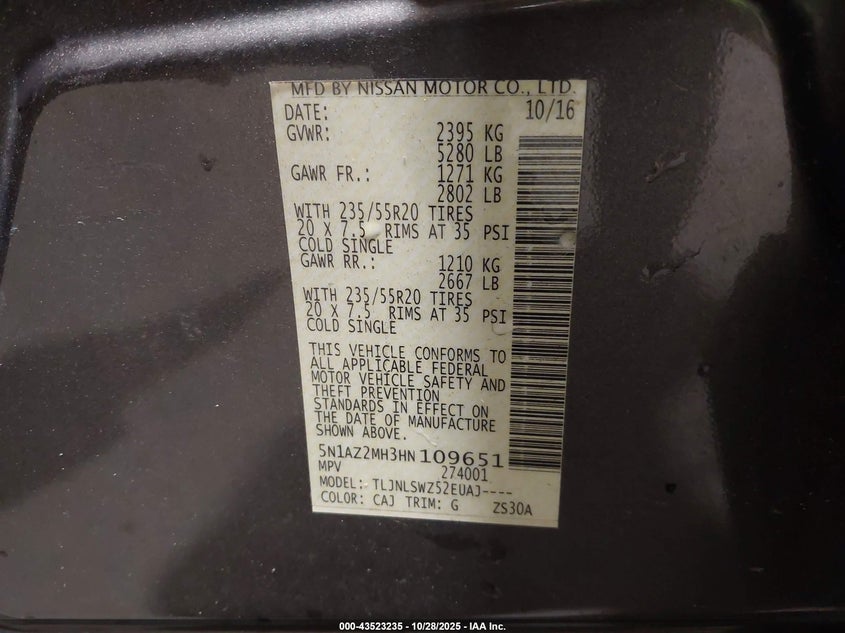 MFD BY NISSAN MOTOR CO., LTD.
DATE: 10/16
GVWR: 2395 KG
5280 LB
GAWR FR.: 1271 KG
2802 LB
WITH 235/55R20 TIRES
20 X 7.5 RIMS AT 35 PSI
COLD SINGLE
GAWR RR.: 1210 KG
2667 LB
WITH 235/55R20 TIRES
20 X 7.5 RIMS AT 35 PSI
COLD SINGLE
THIS VEHICLE CONFORMS TO
ALL APPLICABLE FEDERAL
MOTOR VEHICLE SAFETY AND
THEFT PREVENTION
STANDARDS IN EFFECT ON
THE DATE OF MANUFACTURE
SHOWN ABOVE.
5N1AZ2MH3HN109651
MPV 274001
MODEL: TLJNLSWZ52EUAJ----
COLOR: CAJ TRIM: G ZS30A
000-43523235 - 10/28/2025 - IAA Inc.